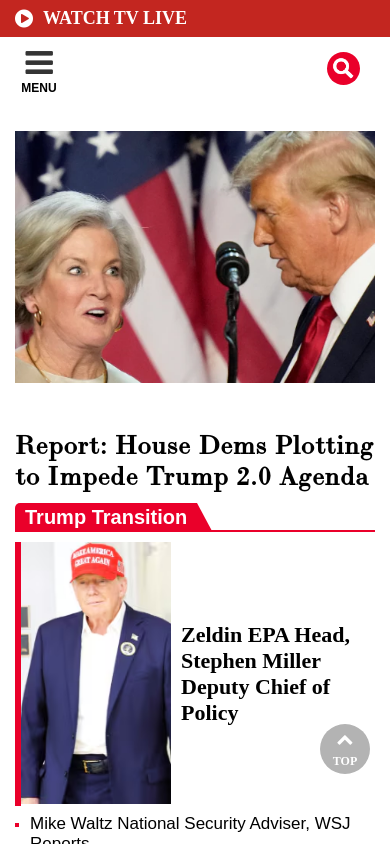 WATCH TV LIVE
MENU
Report: House Dems Plotting
to Impede Trump 2.0 Agenda
Trump Transition
MAKE AMERICA
GREAT AGAIN
Zeldin EPA Head,
Stephen Miller
Deputy Chief of
Policy
TOP
Mike Waltz National Security Adviser, WSJ
Reports